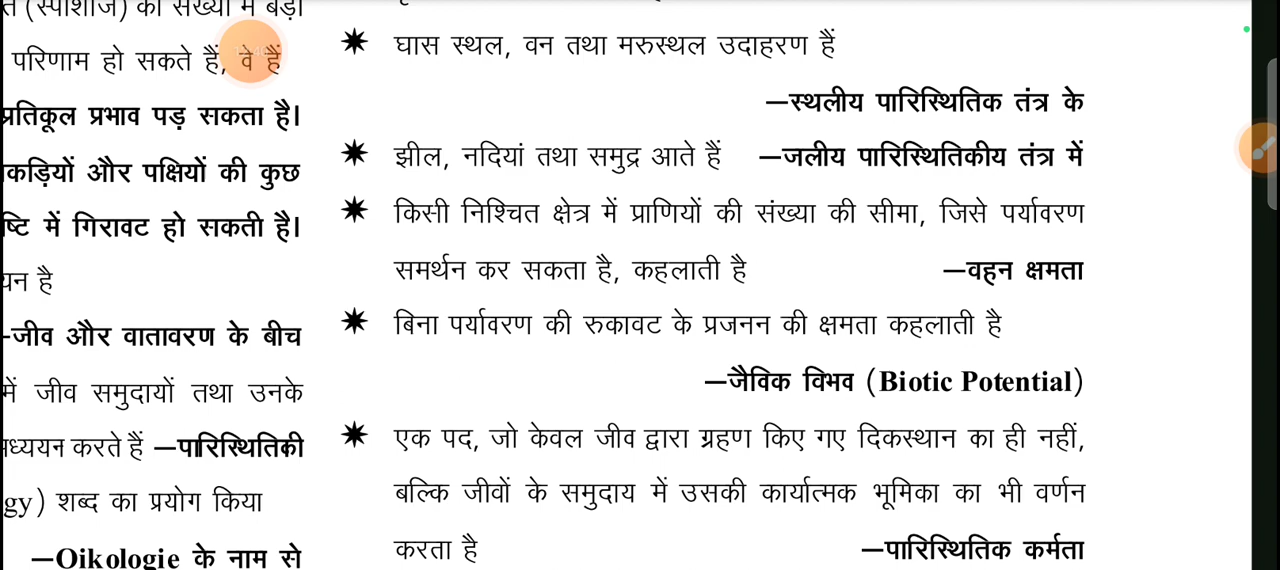 त (स्पीशीज) की संख्या में बड़ी
परिणाम हो सकते हैं, वे हैं
प्रतिकूल प्रभाव पड़ सकता है।
कड़ियों और पक्षियों की कुछ
ष्टि में गिरावट हो सकती है।
यन है
-जीव और वातावरण के बीच
में जीव समुदायों तथा उनके
ध्ययन करते हैं —पारिस्थितिकी
gy) शब्द का प्रयोग किया
—Oikologie के नाम से
✷ घास स्थल, वन तथा मरुस्थल उदाहरण हैं
—स्थलीय पारिस्थितिक तंत्र के
✷ झील, नदियां तथा समुद्र आते हैं —जलीय पारिस्थितिकीय तंत्र में
✷ किसी निश्चित क्षेत्र में प्राणियों की संख्या की सीमा, जिसे पर्यावरण
समर्थन कर सकता है, कहलाती है —वहन क्षमता
✷ बिना पर्यावरण की रुकावट के प्रजनन की क्षमता कहलाती है
—जैविक विभव (Biotic Potential)
✷ एक पद, जो केवल जीव द्वारा ग्रहण किए गए दिक्स्थान का ही नहीं,
बल्कि जीवों के समुदाय में उसकी कार्यात्मक भूमिका का भी वर्णन
करता है —पारिस्थितिक कर्मता